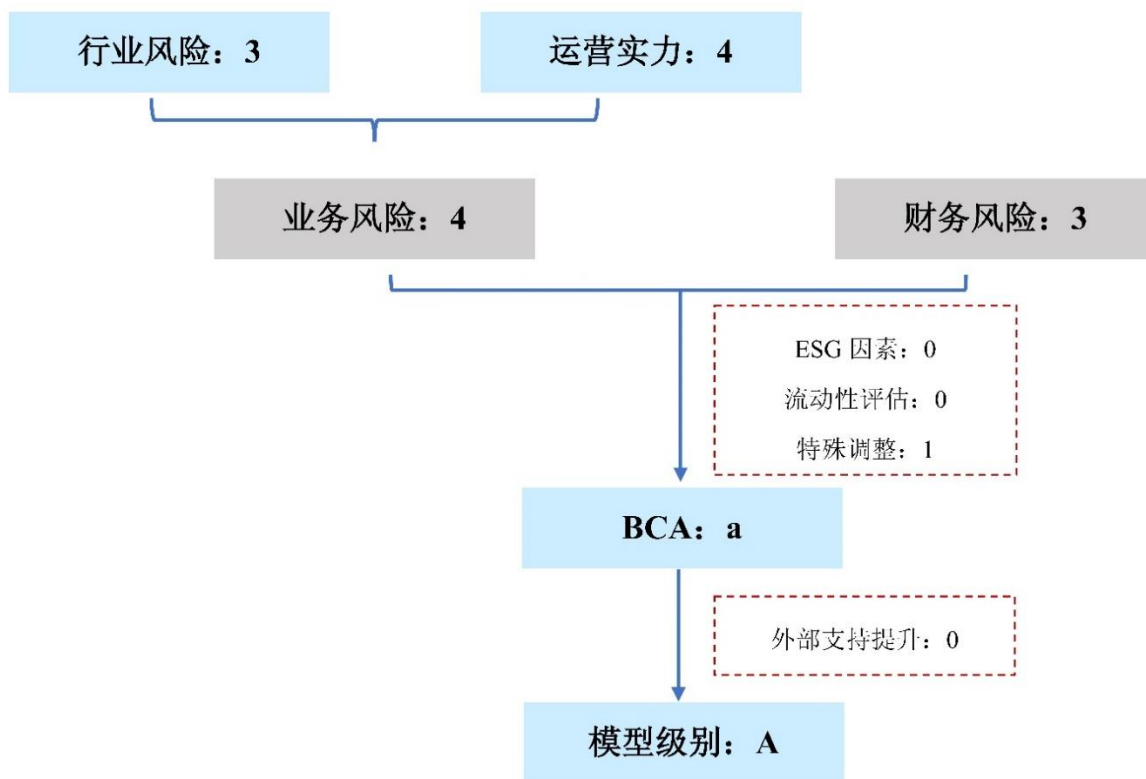 行业风险：3
运营实力：4
业务风险：4
财务风险：3
ESG 因素：0
流动性评估：0
特殊调整：1
BCA：a
外部支持提升：0
模型级别：A